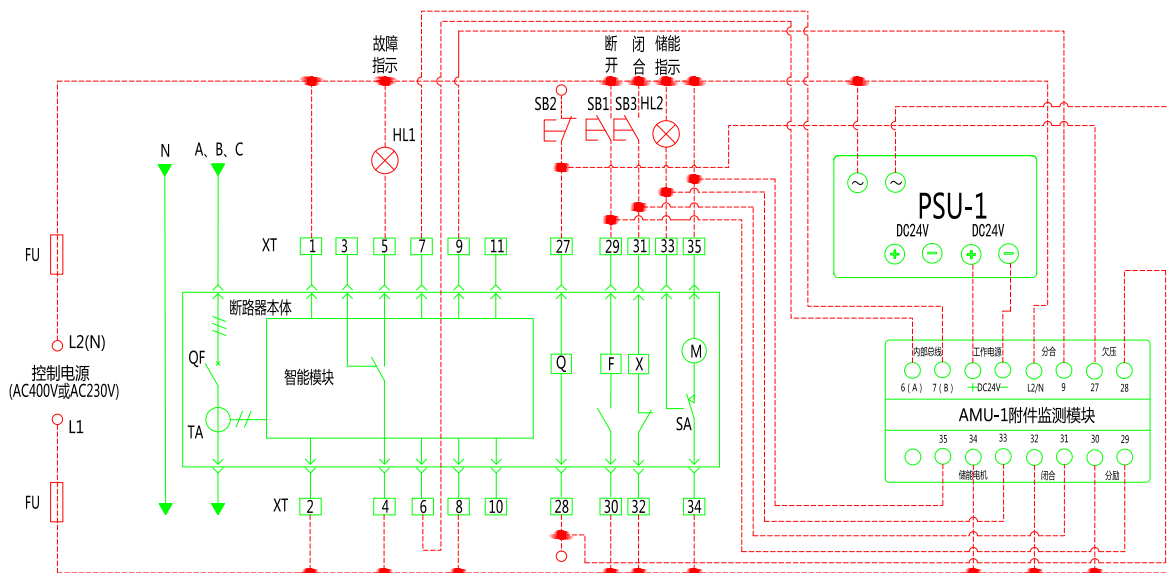 故障
指示
断
开
闭
合
储能
指示
SB2
SB1
SB3
HL2
HL1
N
A、B、C
PSU-1
DC24V
DC24V
XT
1
3
5
7
9
11
27
29
31
33
35
FU
断路器本体
L2(N)
控制电源
(AC400V或AC230V)
L1
QF
TA
智能模块
Q
F
X
M
SA
内部总线
工作电源
分合
欠压
6(A)
7(B)
DC24V
L2/N
9
27
28
AMU-1附件监测模块
35
34
33
32
31
30
29
储能电机
闭合
分励
FU
XT
2
4
6
8
10
28
30
32
34